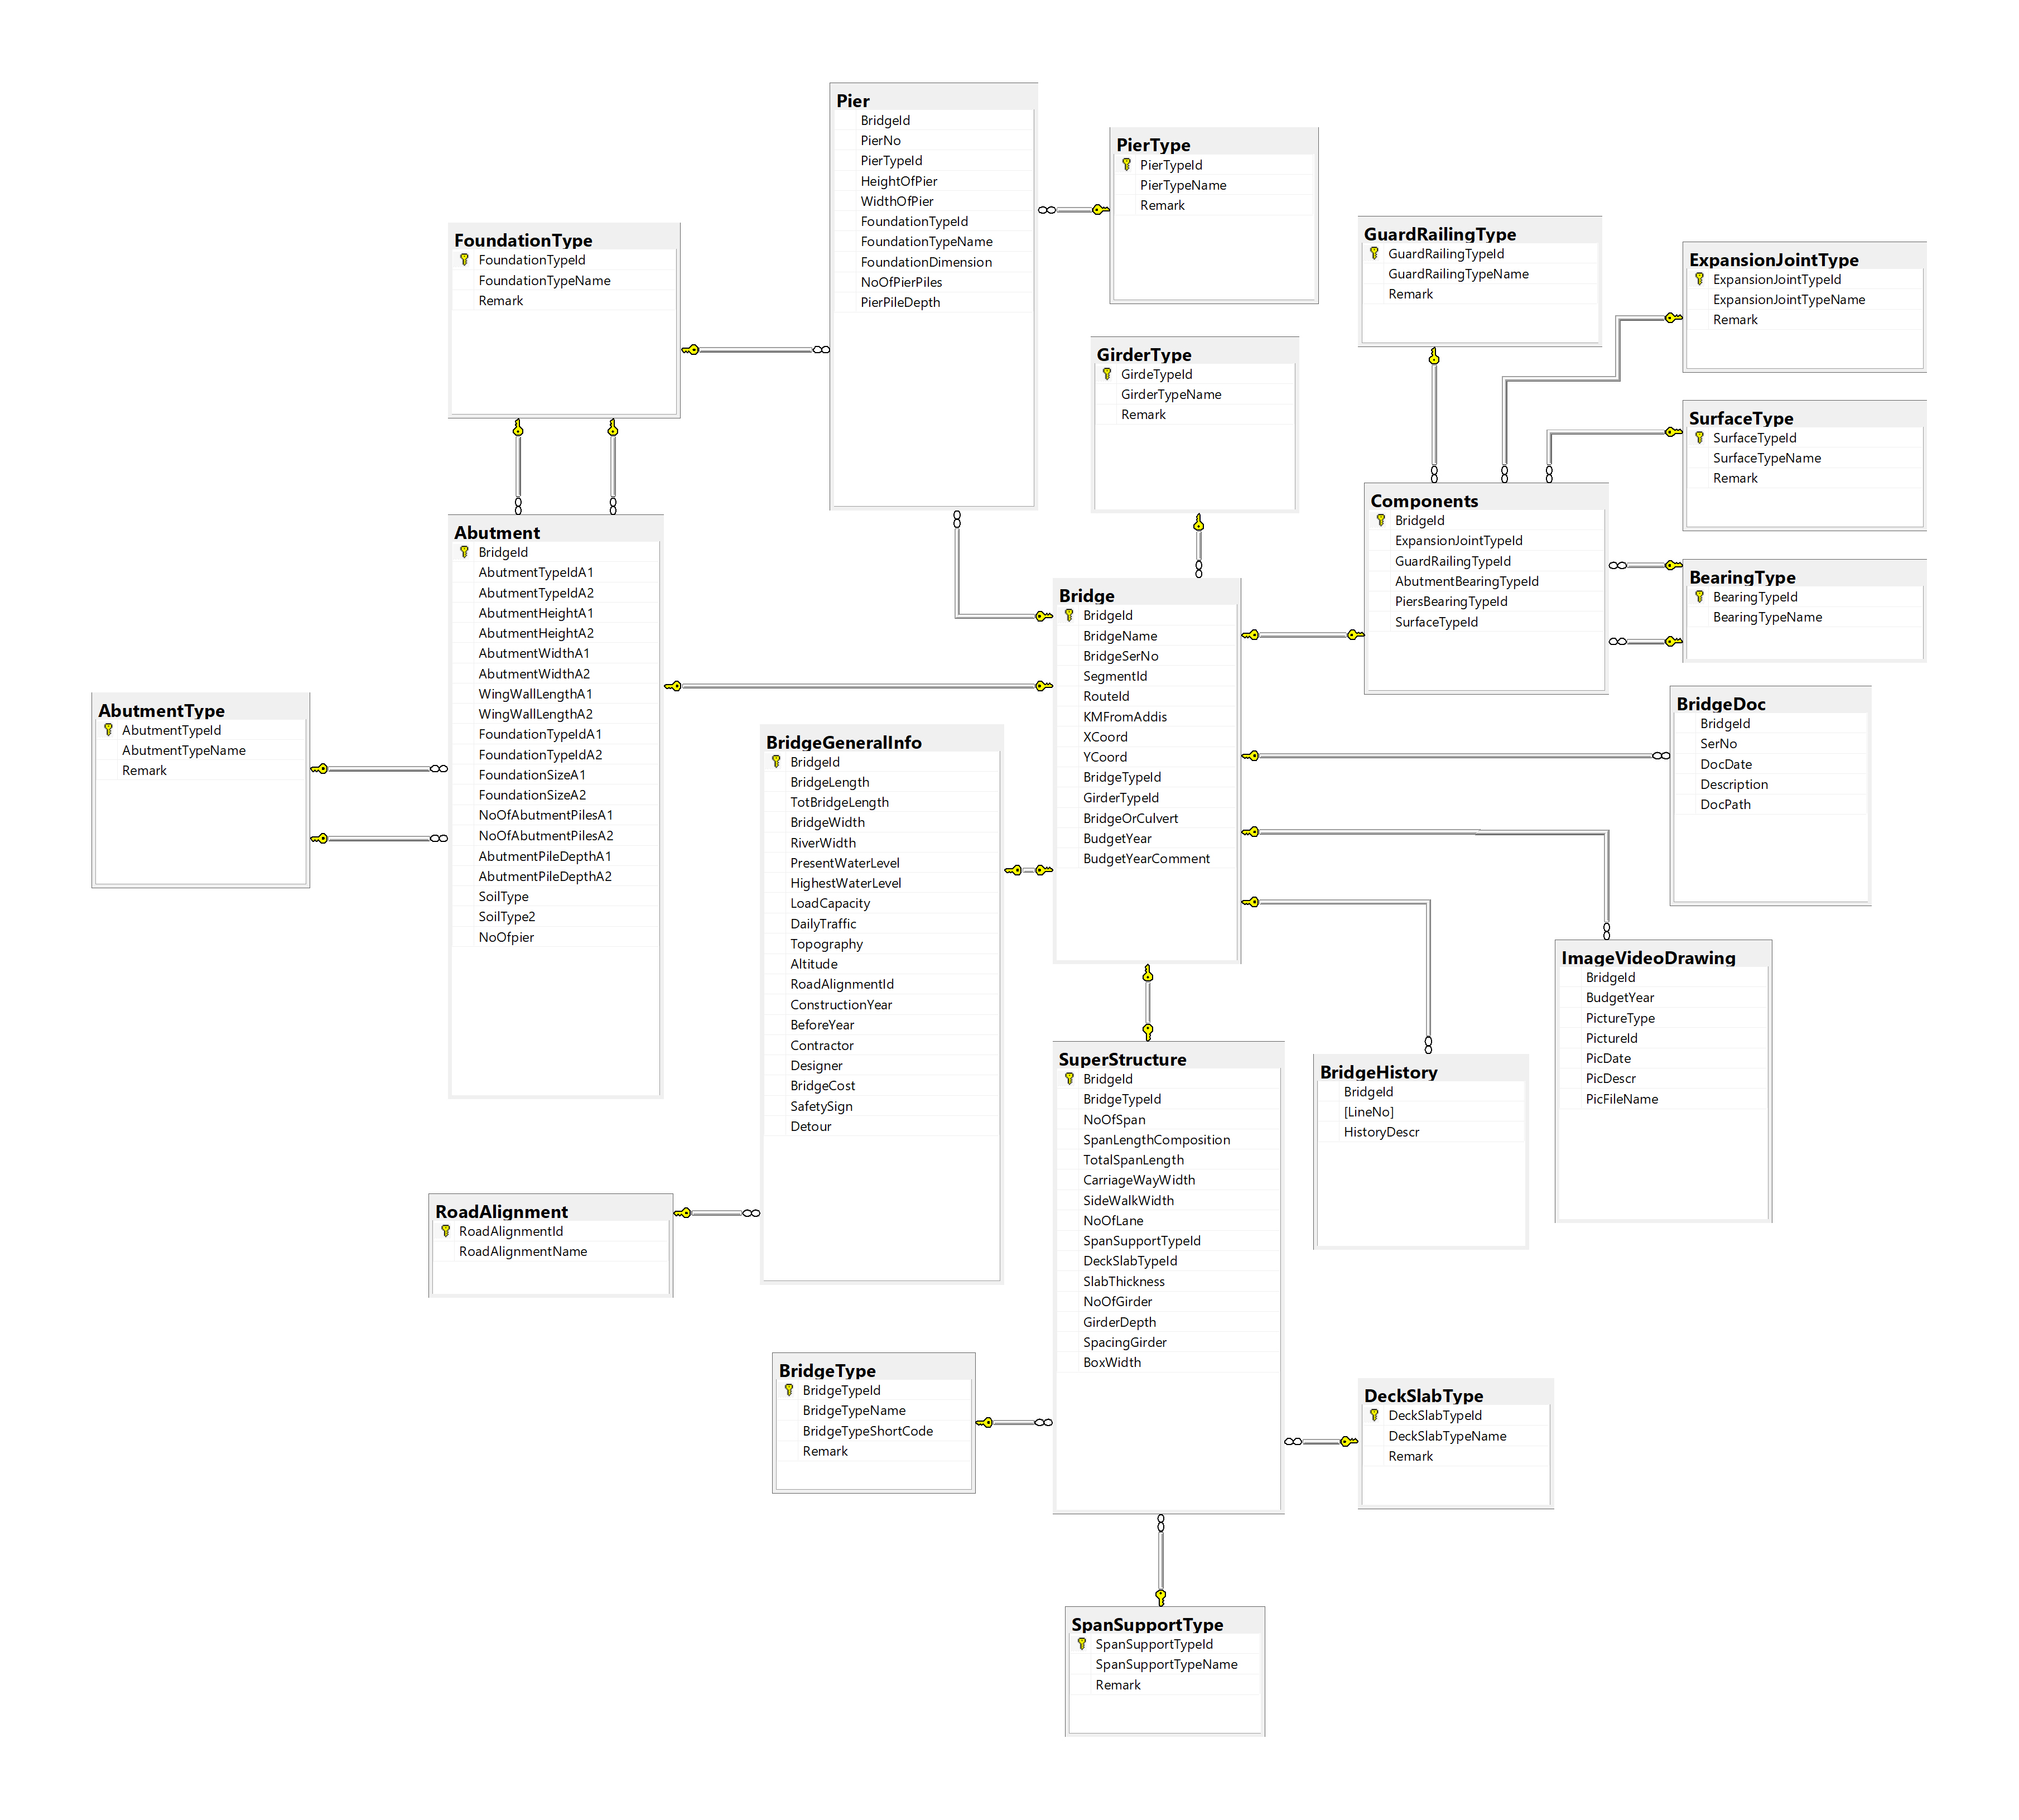 Pier
BridgeId
PierNo
PierTypeId
HeightOfPier
WidthOfPier
FoundationTypeId
FoundationTypeName
FoundationDimension
NoOfPierPiles
PierPileDepth
PierType
PierTypeId
PierTypeName
Remark
GuardRailingType
GuardRailingTypeId
GuardRailingTypeName
Remark
FoundationType
FoundationTypeId
FoundationTypeName
Remark
ExpansionJointType
ExpansionJointTypeId
ExpansionJointTypeName
Remark
GirderType
GirdeTypeId
GirderTypeName
Remark
SurfaceType
SurfaceTypeId
SurfaceTypeName
Remark
Components
BridgeId
ExpansionJointTypeId
GuardRailingTypeId
AbutmentBearingTypeId
PiersBearingTypeId
SurfaceTypeId
Abutment
BridgeId
AbutmentTypeIdA1
AbutmentTypeIdA2
AbutmentHeightA1
AbutmentHeightA2
AbutmentWidthA1
AbutmentWidthA2
WingWallLengthA1
WingWallLengthA2
FoundationTypeIdA1
FoundationTypeIdA2
FoundationSizeA1
FoundationSizeA2
NoOfAbutmentPilesA1
NoOfAbutmentPilesA2
AbutmentPileDepthA1
AbutmentPileDepthA2
SoilType
SoilType2
NoOfpier
BearingType
BearingTypeId
BearingTypeName
Bridge
BridgeId
BridgeName
BridgeSerNo
SegmentId
RouteId
KMFromAddis
XCoord
YCoord
BridgeTypeId
GirderTypeId
BridgeOrCulvert
BudgetYear
BudgetYearComment
BridgeDoc
BridgeId
SerNo
DocDate
Description
DocPath
AbutmentType
AbutmentTypeId
AbutmentTypeName
Remark
BridgeGeneralInfo
BridgeId
BridgeLength
TotBridgeLength
BridgeWidth
RiverWidth
PresentWaterLevel
HighestWaterLevel
LoadCapacity
DailyTraffic
Topography
Altitude
RoadAlignmentId
ConstructionYear
BeforeYear
Contractor
Designer
BridgeCost
SafetySign
Detour
ImageVideoDrawing
BridgeId
BudgetYear
PictureType
PictureId
PicDate
PicDescr
PicFileName
SuperStructure
BridgeId
BridgeTypeId
NoOfSpan
SpanLengthComposition
TotalSpanLength
CarriageWayWidth
SideWalkWidth
NoOfLane
SpanSupportTypeId
DeckSlabTypeId
SlabThickness
NoOfGirder
GirderDepth
SpacingGirder
BoxWidth
BridgeHistory
BridgeId
[LineNo]
HistoryDescr
RoadAlignment
RoadAlignmentId
RoadAlignmentName
BridgeType
BridgeTypeId
BridgeTypeName
BridgeTypeShortCode
Remark
DeckSlabType
DeckSlabTypeId
DeckSlabTypeName
Remark
SpanSupportType
SpanSupportTypeId
SpanSupportTypeName
Remark